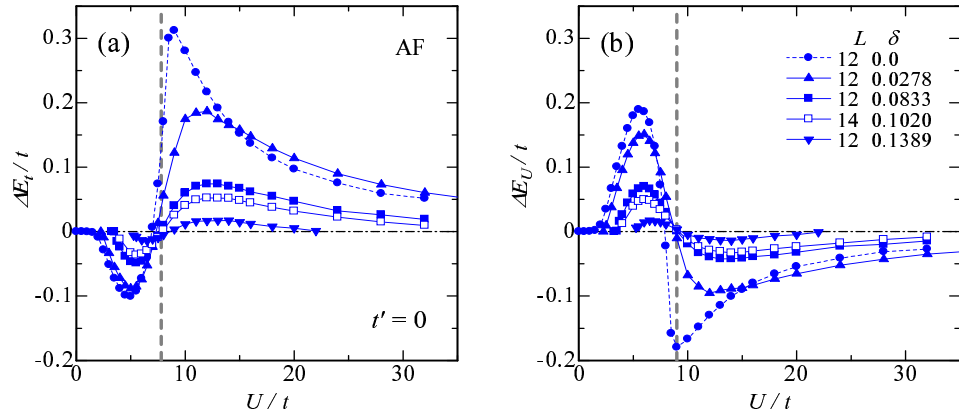 (a)
AF
ΔE_t / t
0.3
0.2
0.1
0
-0.1
-0.2
t′ = 0
0 10 20 30
U / t
(b)
L δ
12 0.0
12 0.0278
12 0.0833
14 0.1020
12 0.1389
ΔE_U / t
0.3
0.2
0.1
0
-0.1
-0.2
0 10 20 30
U / t